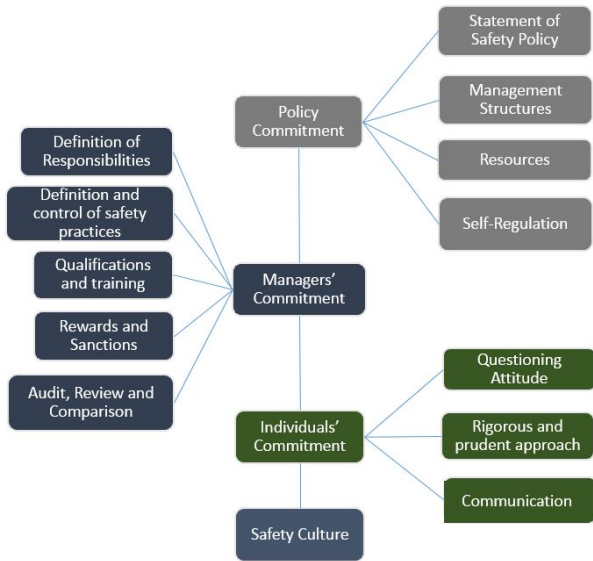 Statement of
Safety Policy
Management
Structures
Policy
Commitment
Resources
Self-Regulation
Definition of
Responsibilities
Definition and
control of safety
practices
Qualifications
and training
Managers'
Commitment
Rewards and
Sanctions
Audit, Review and
Comparison
Questioning
Attitude
Individuals'
Commitment
Rigorous and
prudent approach
Communication
Safety Culture